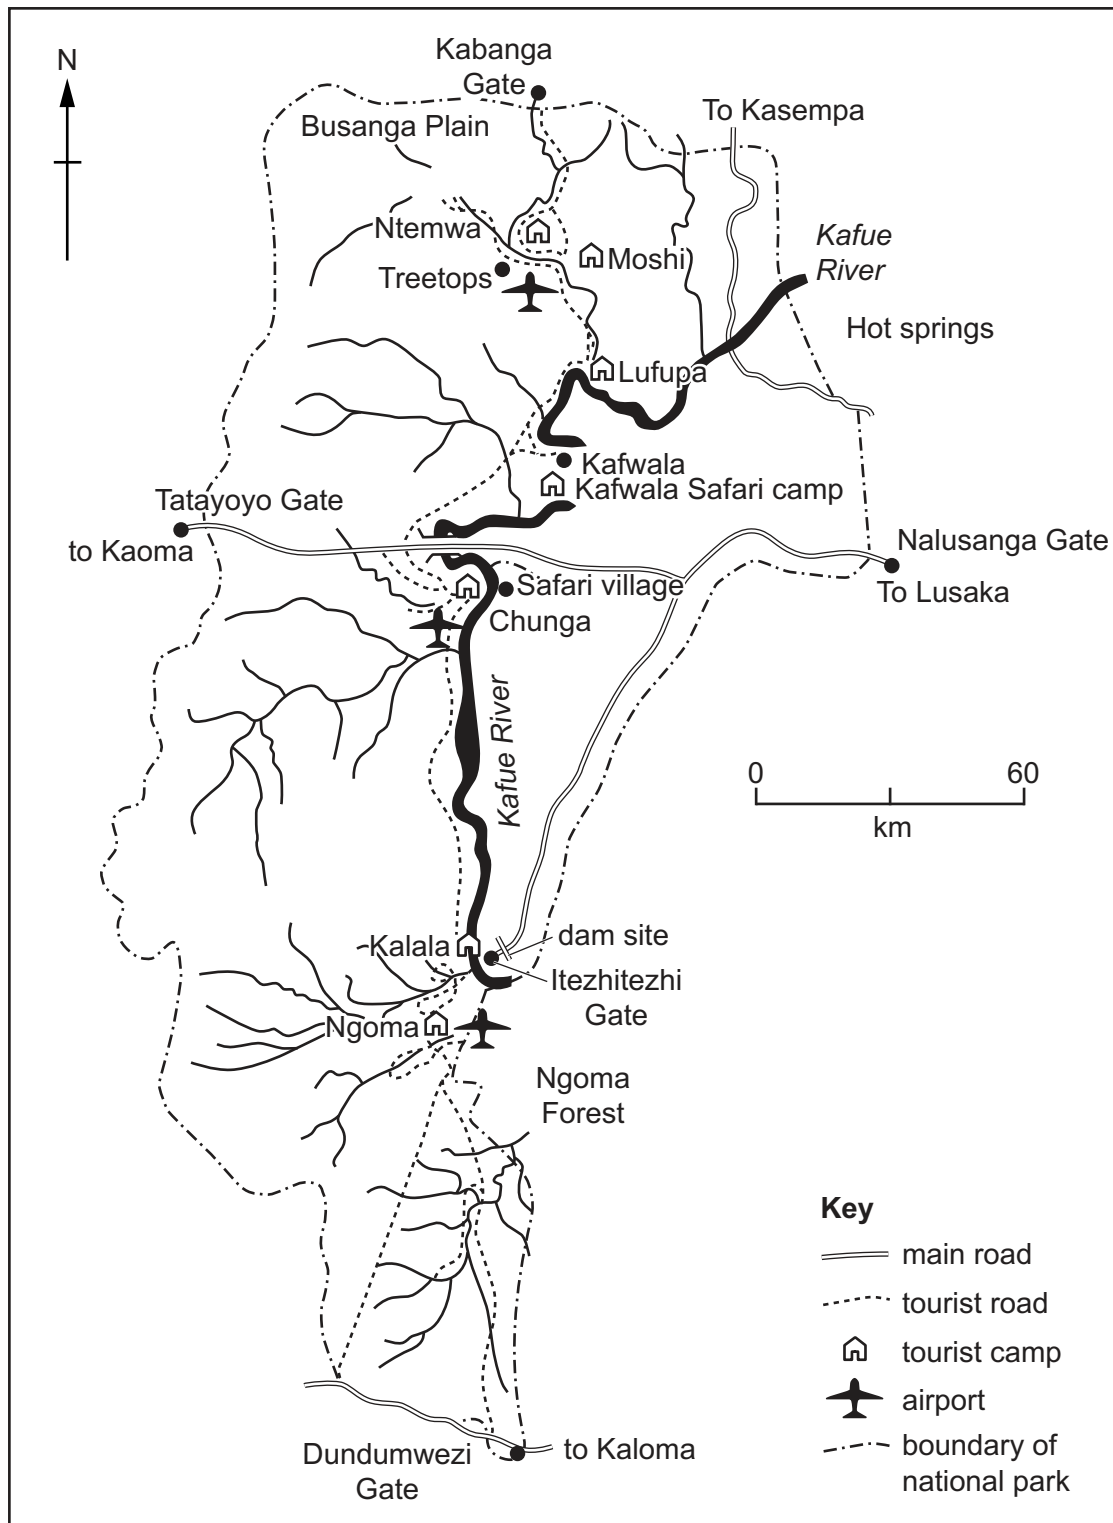 N
Kabanga
Gate
To Kasempa
Busanga Plain
Ntemwa
Kafue
River
Moshi
Treetops
Hot springs
Lufupa
Kafwala
Kafwala Safari camp
Tatayoyo Gate
to Kaoma
Nalusanga Gate
To Lusaka
Safari village
Chunga
Kafue River
0 60
km
Kalala
dam site
Itezhitezhi
Gate
Ngoma
Ngoma
Forest
Key
main road
tourist road
tourist camp
airport
boundary of
national park
Dundumwezi
Gate
to Kaloma